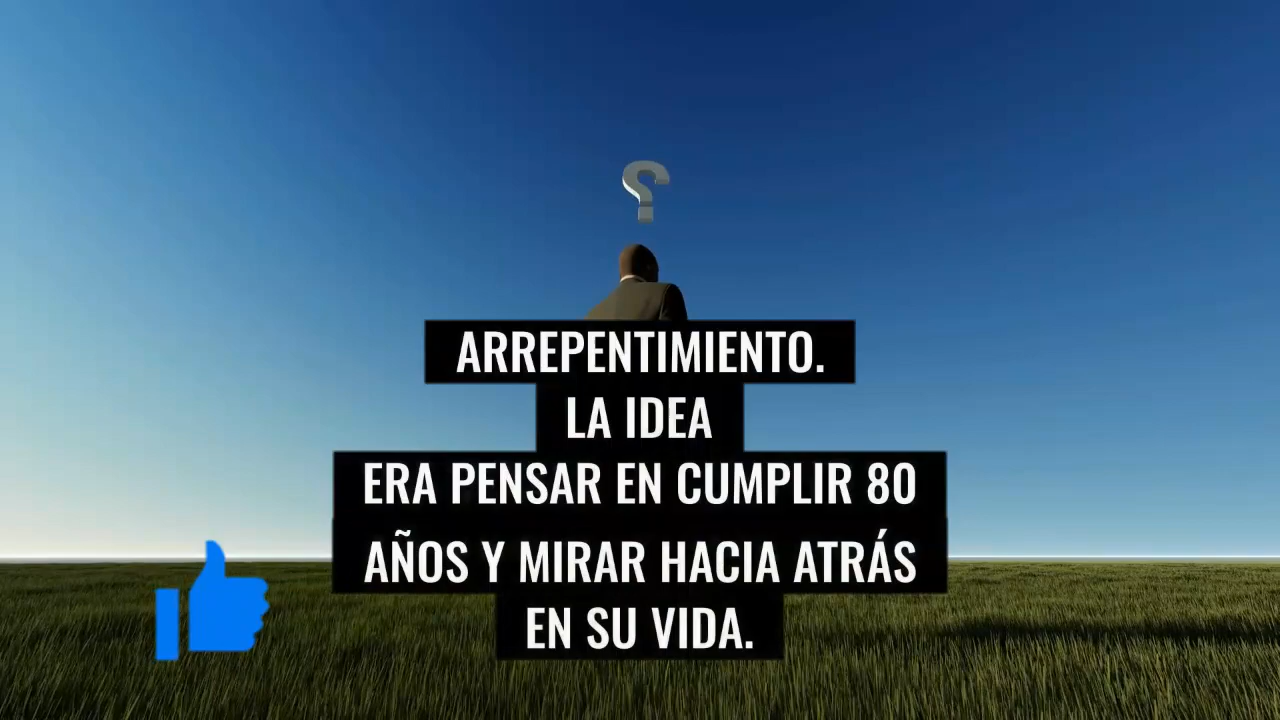 ARREPENTIMIENTO.
LA IDEA
ERA PENSAR EN CUMPLIR 80
AÑOS Y MIRAR HACIA ATRÁS
EN SU VIDA.